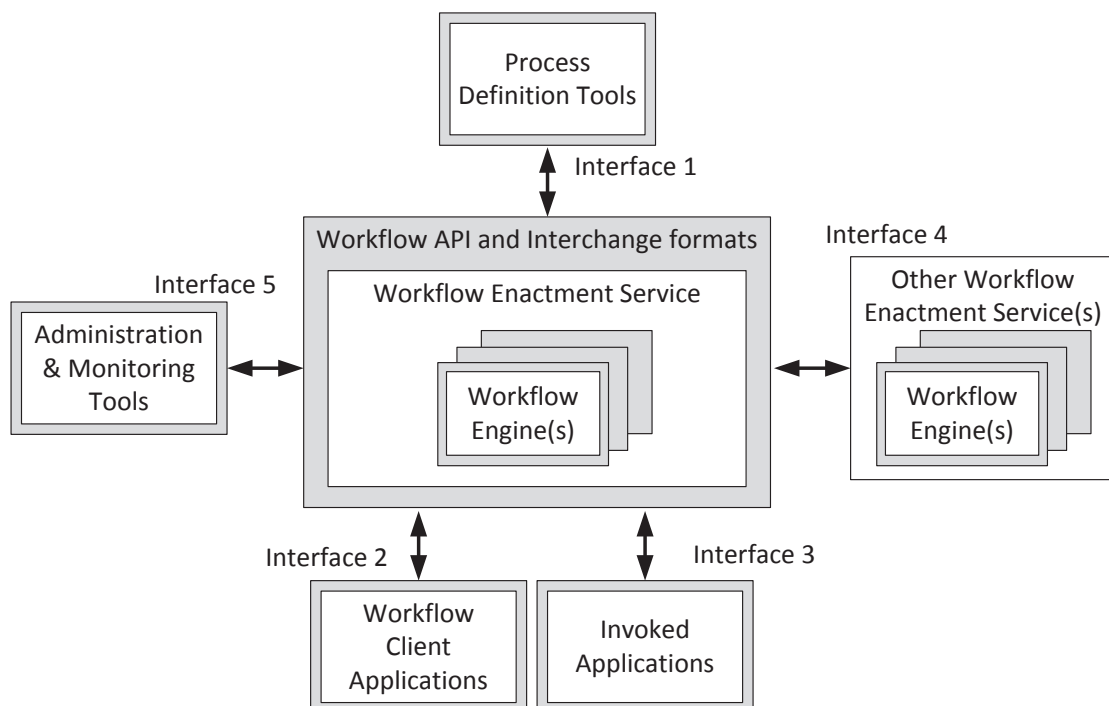 Process
Definition Tools
Interface 1
Workflow API and Interchange formats
Interface 4
Interface 5
Workflow Enactment Service
Other Workflow
Enactment Service(s)
Administration
& Monitoring
Tools
Workflow
Engine(s)
Workflow
Engine(s)
Interface 2
Interface 3
Workflow
Client
Applications
Invoked
Applications